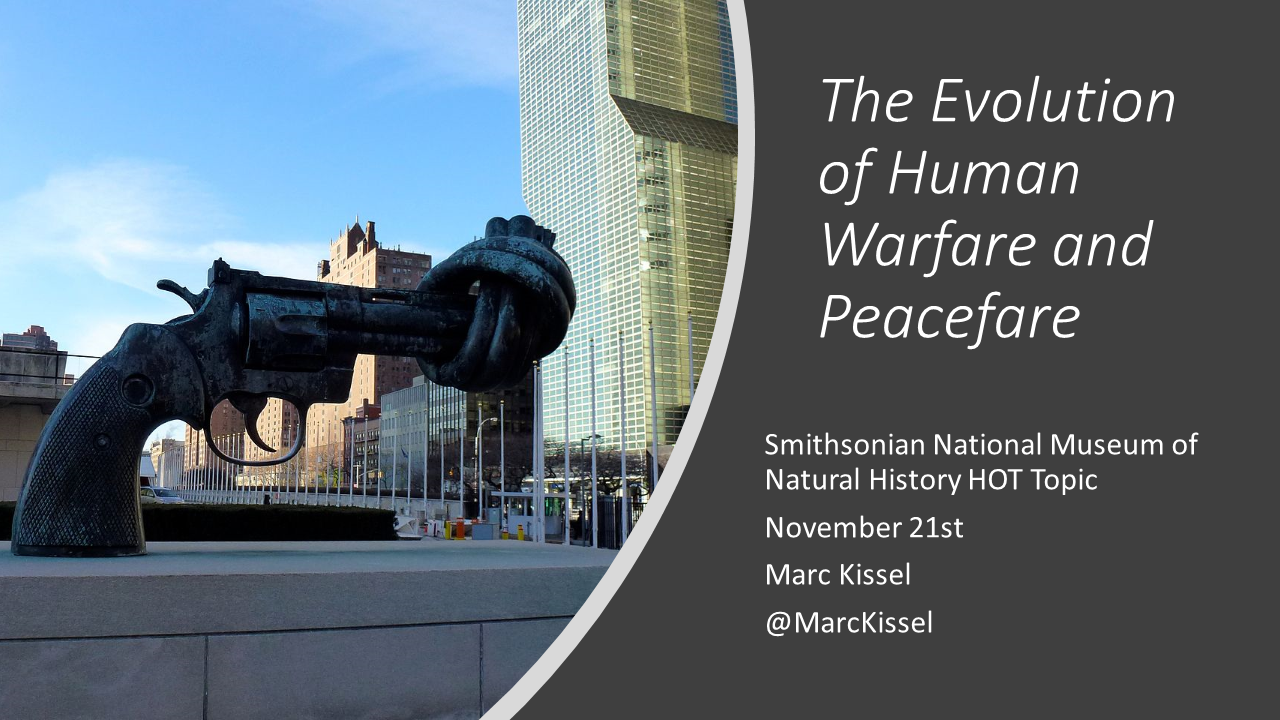 The Evolution
of Human
Warfare and
Peacefare
Smithsonian National Museum of
Natural History HOT Topic
November 21st
Marc Kissel
@MarcKissel